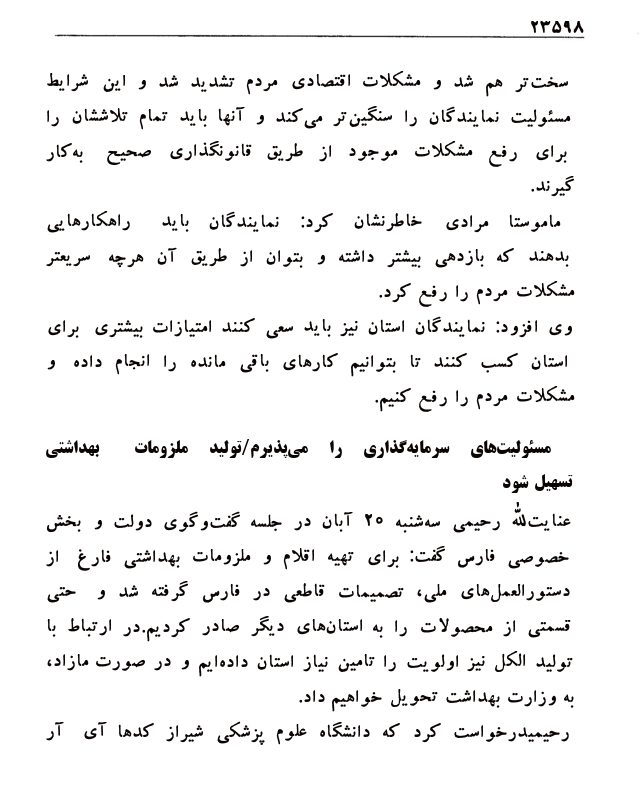 ۲۳۵۹۸
سخت‌تر هم شد و مشکلات اقتصادی مردم تشدید شد و این شرایط
مسئولیت نمایندگان را سنگین‌تر می‌کند و آنها باید تمام تلاششان را
برای رفع مشکلات موجود از طریق قانونگذاری صحیح به‌کار
گیرند.
ماموستا مرادی خاطرنشان کرد: نمایندگان باید راهکارهایی
بدهند که بازدهی بیشتر داشته و بتوان از طریق آن هرچه سریعتر
مشکلات مردم را رفع کرد.
وی افزود: نمایندگان استان نیز باید سعی کنند امتیازات بیشتری برای
استان کسب کنند تا بتوانیم کارهای باقی مانده را انجام داده و
مشکلات مردم را رفع کنیم.
مسئولیت‌های سرمایه‌گذاری را می‌پذیرم/تولید ملزومات بهداشتی
تسهیل شود
عنایت‌الله رحیمی سه‌شنبه ۲۰ آبان در جلسه گفت‌وگوی دولت و بخش
خصوصی فارس گفت: برای تهیه اقلام و ملزومات بهداشتی فارغ از
دستورالعمل‌های ملی، تصمیمات قاطعی در فارس گرفته شد و حتی
قسمتی از محصولات را به استان‌های دیگر صادر کردیم.در ارتباط با
تولید الکل نیز اولویت را تامین نیاز استان داده‌ایم و در صورت مازاد،
به وزارت بهداشت تحویل خواهیم داد.
رحیمیدرخواست کرد که دانشگاه علوم پزشکی شیراز کدها آی آر